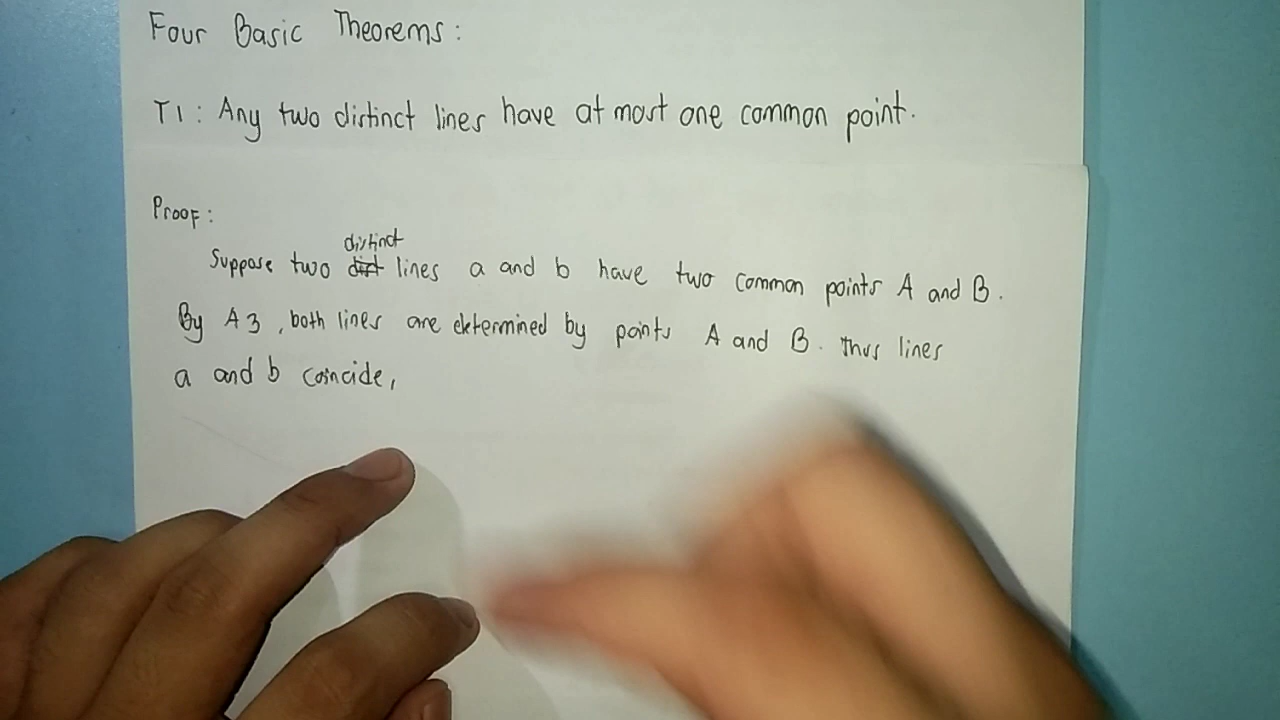 Four Basic Theorems:
T1: Any two distinct lines have at most one common point.
Proof:
distinct
Suppose two dist lines a and b have two common points A and B.
By A3, both lines are determined by points A and B. Thus lines
a and b coincide,